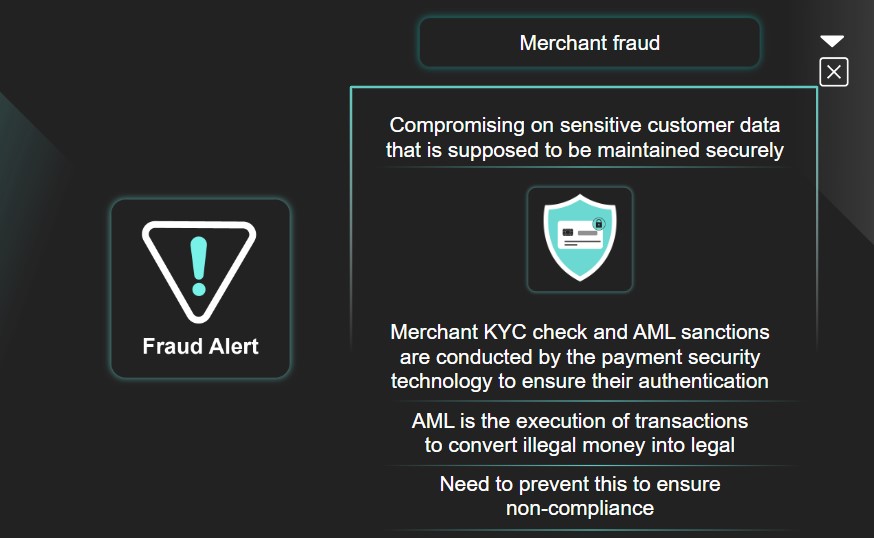 Merchant fraud
Compromising on sensitive customer data
that is supposed to be maintained securely
Fraud Alert
Merchant KYC check and AML sanctions
are conducted by the payment security
technology to ensure their authentication
AML is the execution of transactions
to convert illegal money into legal
Need to prevent this to ensure
non-compliance